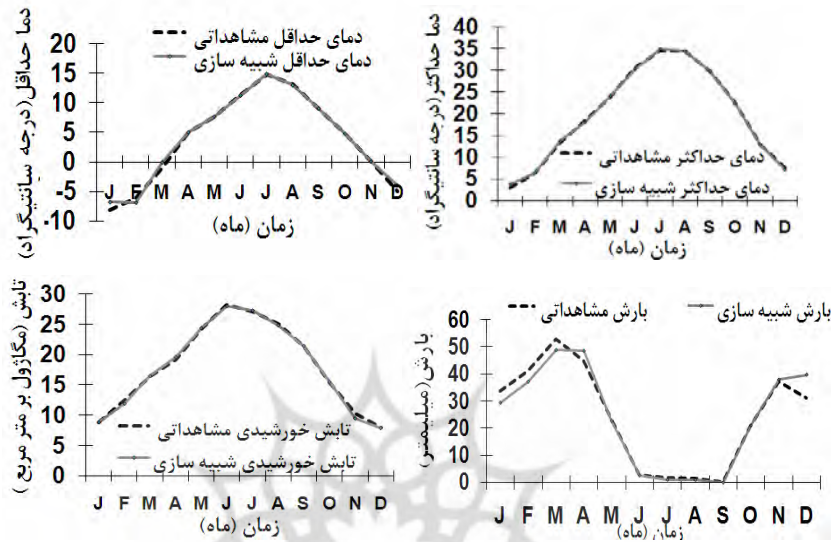 دمای حداقل مشاهداتی
دمای حداقل شبیه سازی
دما حداقل(درجه سانتیگراد)
20
15
10
5
0
-5
-10
J F M A M J J A S O N D
زمان (ماه)
دما حداکثر(درجه سانتیگراد)
40
35
30
25
20
15
10
5
0
دمای حداکثر مشاهداتی
دمای حداکثر شبیه سازی
J F M A M J J A S O N D
زمان (ماه)
تابش (مگاژول بر متر مربع )
30
25
20
15
10
5
0
تابش خورشیدی مشاهداتی
تابش خورشیدی شبیه سازی
J F M A M J J A S O N D
زمان (ماه)
بارش مشاهداتی
بارش شبیه سازی
بارش(میلیمتر)
60
50
40
30
20
10
0
J F M A M J J A S O N D
زمان (ماه)